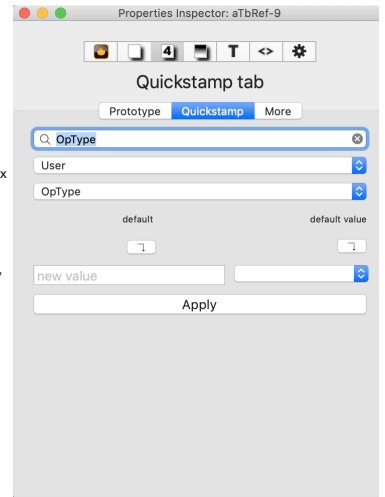 Properties Inspector: aTbRef-9
4 T <>
Quickstamp tab
Prototype Quickstamp More
OpType
User
x
OpType
default default value
new value
Apply